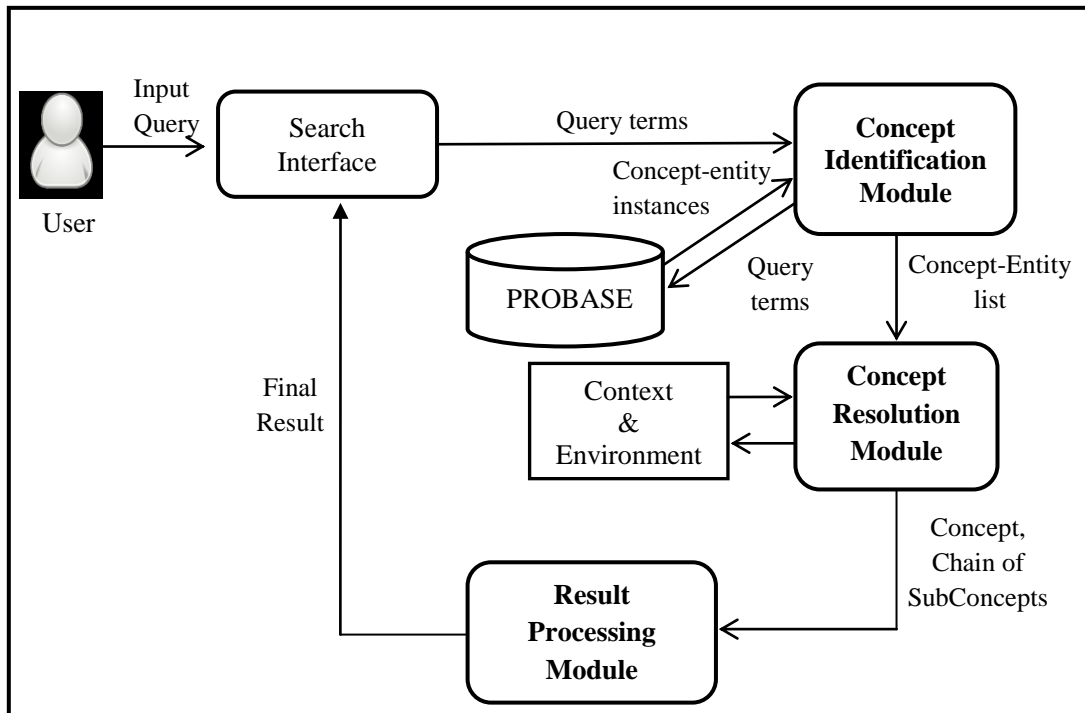 Input
Query
User
Search
Interface
Query terms
Concept
Identification
Module
Concept-entity
instances
PROBASE
Query
terms
Concept-Entity
list
Context
&
Environment
Concept
Resolution
Module
Final
Result
Concept,
Chain of
SubConcepts
Result
Processing
Module